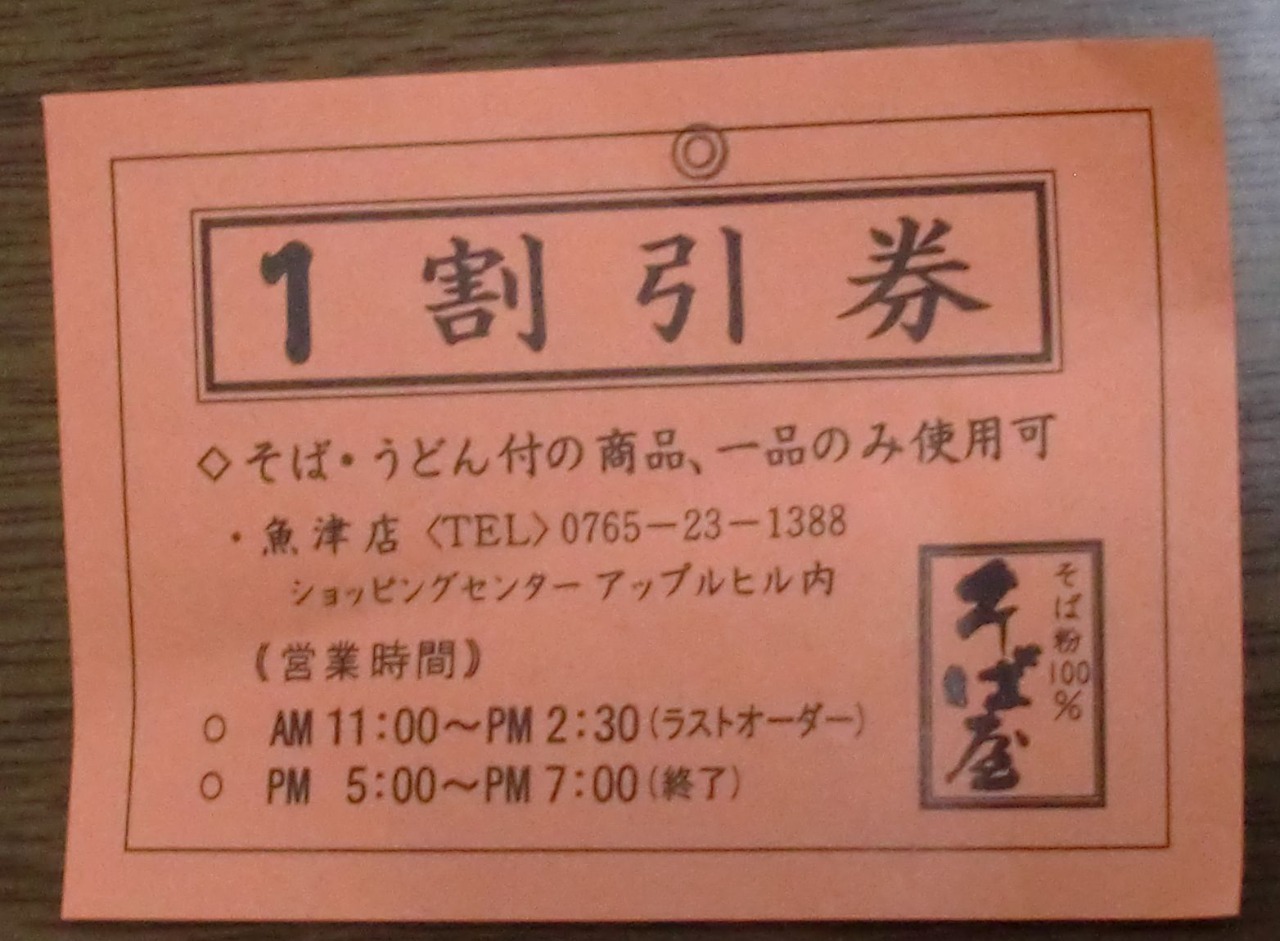 1割引券
◇そば・うどん付の商品、一品のみ使用可
・魚津店〈TEL〉0765－23－1388
ショッピングセンター アップルヒル内
《営業時間》
○ AM 11：00～PM 2：30(ラストオーダー)
○ PM 5：00～PM 7：00(終了)
そば粉100%
そば屋